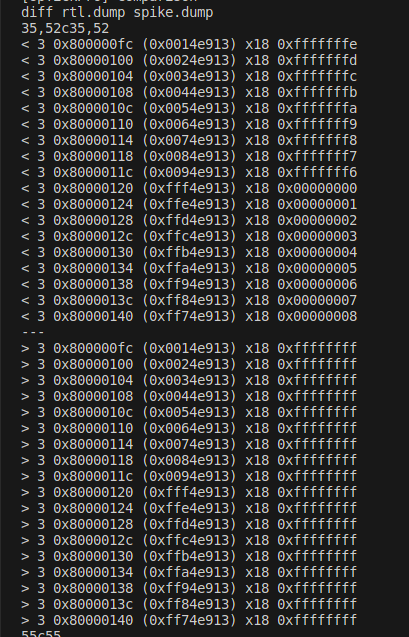 diff rtl.dump spike.dump
35,52c35,52
< 3 0x800000fc (0x0014e913) x18 0xfffffffe
< 3 0x80000100 (0x0024e913) x18 0xfffffffd
< 3 0x80000104 (0x0034e913) x18 0xfffffffc
< 3 0x80000108 (0x0044e913) x18 0xfffffffb
< 3 0x8000010c (0x0054e913) x18 0xfffffffa
< 3 0x80000110 (0x0064e913) x18 0xfffffff9
< 3 0x80000114 (0x0074e913) x18 0xfffffff8
< 3 0x80000118 (0x0084e913) x18 0xfffffff7
< 3 0x8000011c (0x0094e913) x18 0xfffffff6
< 3 0x80000120 (0xfff4e913) x18 0x00000000
< 3 0x80000124 (0xffe4e913) x18 0x00000001
< 3 0x80000128 (0xffd4e913) x18 0x00000002
< 3 0x8000012c (0xffc4e913) x18 0x00000003
< 3 0x80000130 (0xffb4e913) x18 0x00000004
< 3 0x80000134 (0xffa4e913) x18 0x00000005
< 3 0x80000138 (0xff94e913) x18 0x00000006
< 3 0x8000013c (0xff84e913) x18 0x00000007
< 3 0x80000140 (0xff74e913) x18 0x00000008
---
> 3 0x800000fc (0x0014e913) x18 0xffffffff
> 3 0x80000100 (0x0024e913) x18 0xffffffff
> 3 0x80000104 (0x0034e913) x18 0xffffffff
> 3 0x80000108 (0x0044e913) x18 0xffffffff
> 3 0x8000010c (0x0054e913) x18 0xffffffff
> 3 0x80000110 (0x0064e913) x18 0xffffffff
> 3 0x80000114 (0x0074e913) x18 0xffffffff
> 3 0x80000118 (0x0084e913) x18 0xffffffff
> 3 0x8000011c (0x0094e913) x18 0xffffffff
> 3 0x80000120 (0xfff4e913) x18 0xffffffff
> 3 0x80000124 (0xffe4e913) x18 0xffffffff
> 3 0x80000128 (0xffd4e913) x18 0xffffffff
> 3 0x8000012c (0xffc4e913) x18 0xffffffff
> 3 0x80000130 (0xffb4e913) x18 0xffffffff
> 3 0x80000134 (0xffa4e913) x18 0xffffffff
> 3 0x80000138 (0xff94e913) x18 0xffffffff
> 3 0x8000013c (0xff84e913) x18 0xffffffff
> 3 0x80000140 (0xff74e913) x18 0xffffffff
55c55